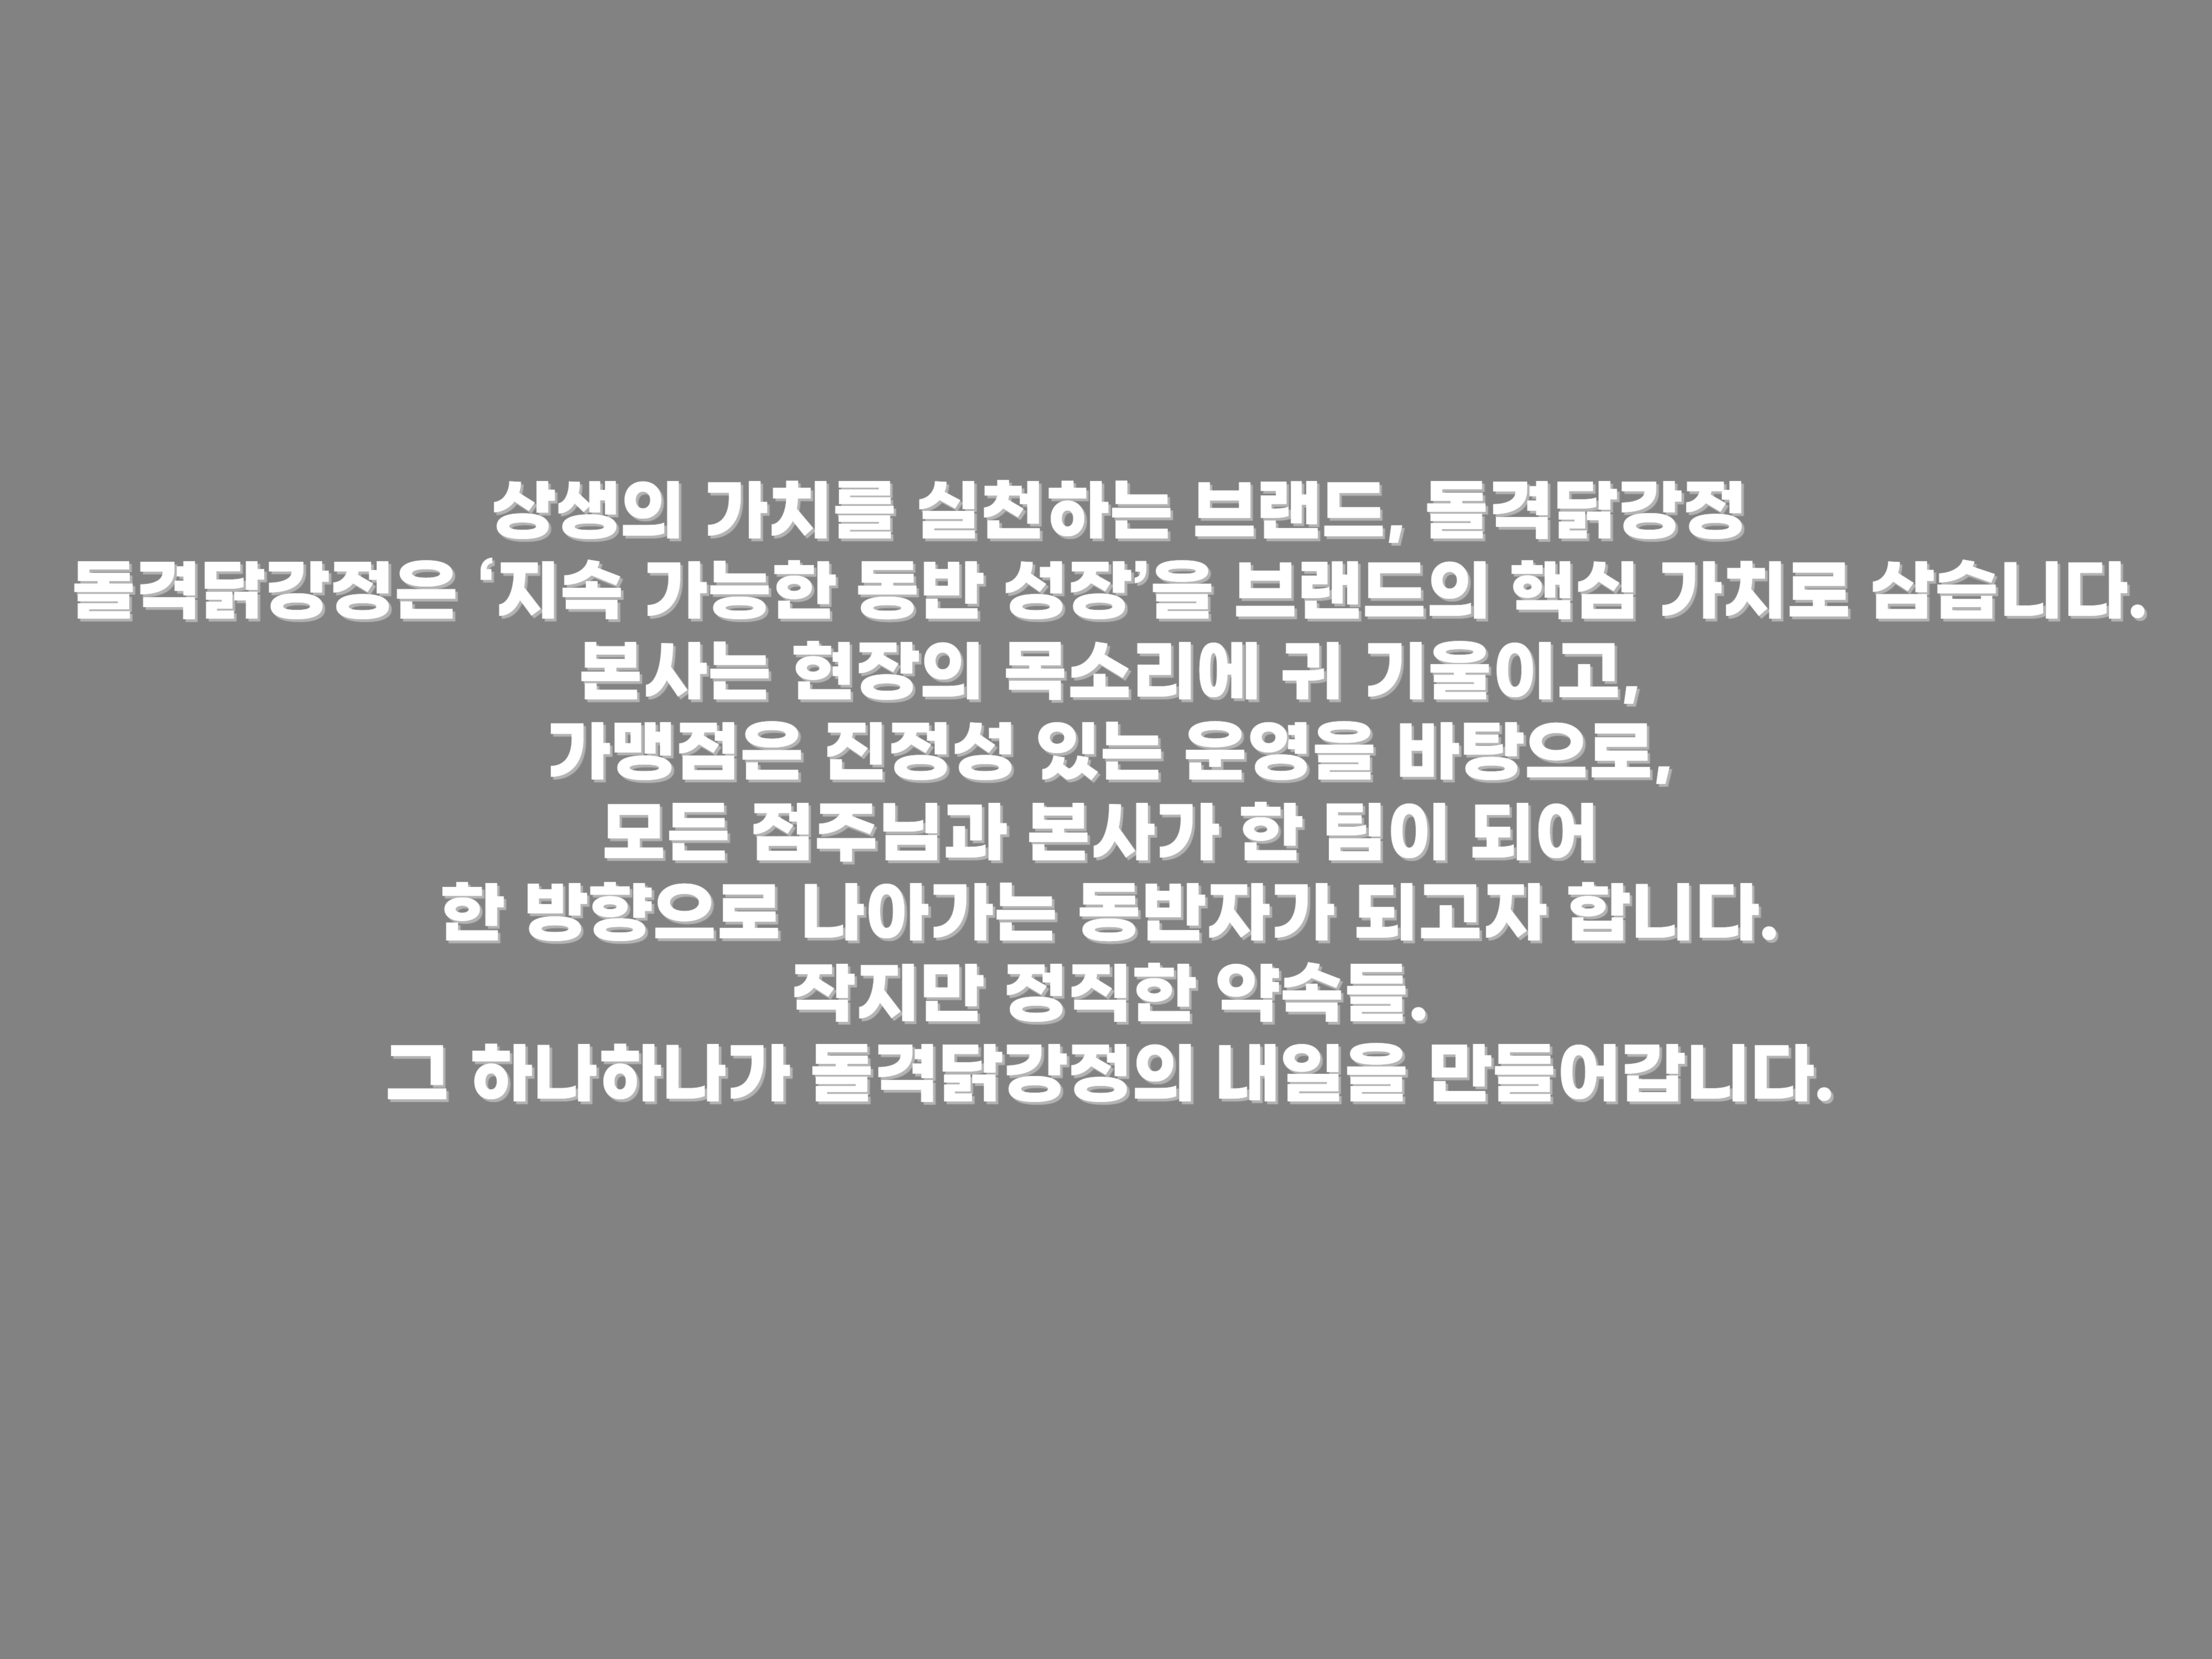 상생의 가치를 실현하는 브랜드, 들격닭강정
들격닭강정은 ‘지속 가능한 동반 성장’을 브랜드의 핵심 가치로 삼습니다.
본사는 현장의 목소리에 귀 기울이고,
가맹점은 진정성 있는 운영을 바탕으로,
모든 점주님과 본사가 한 팀이 되어
한 방향으로 나아가는 동반자가 되고자 합니다.
작지만 정직한 약속들.
그 하나하나가 들격닭강정의 내일을 만들어갑니다.